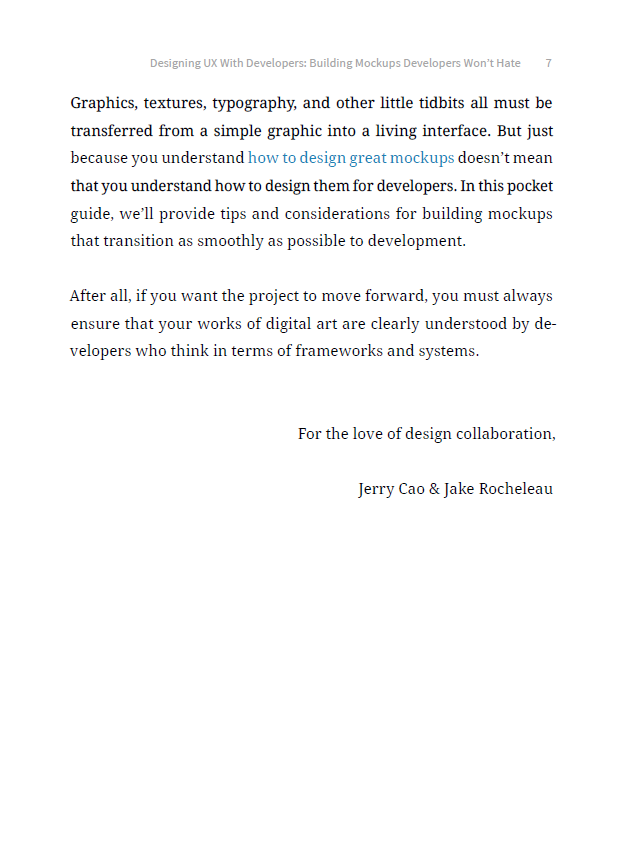 Designing UX With Developers: Building Mockups Developers Won’t Hate 7
Graphics, textures, typography, and other little tidbits all must be
transferred from a simple graphic into a living interface. But just
because you understand how to design great mockups doesn’t mean
that you understand how to design them for developers. In this pocket
guide, we’ll provide tips and considerations for building mockups
that transition as smoothly as possible to development.
After all, if you want the project to move forward, you must always
ensure that your works of digital art are clearly understood by de-
velopers who think in terms of frameworks and systems.
For the love of design collaboration,
Jerry Cao & Jake Rocheleau